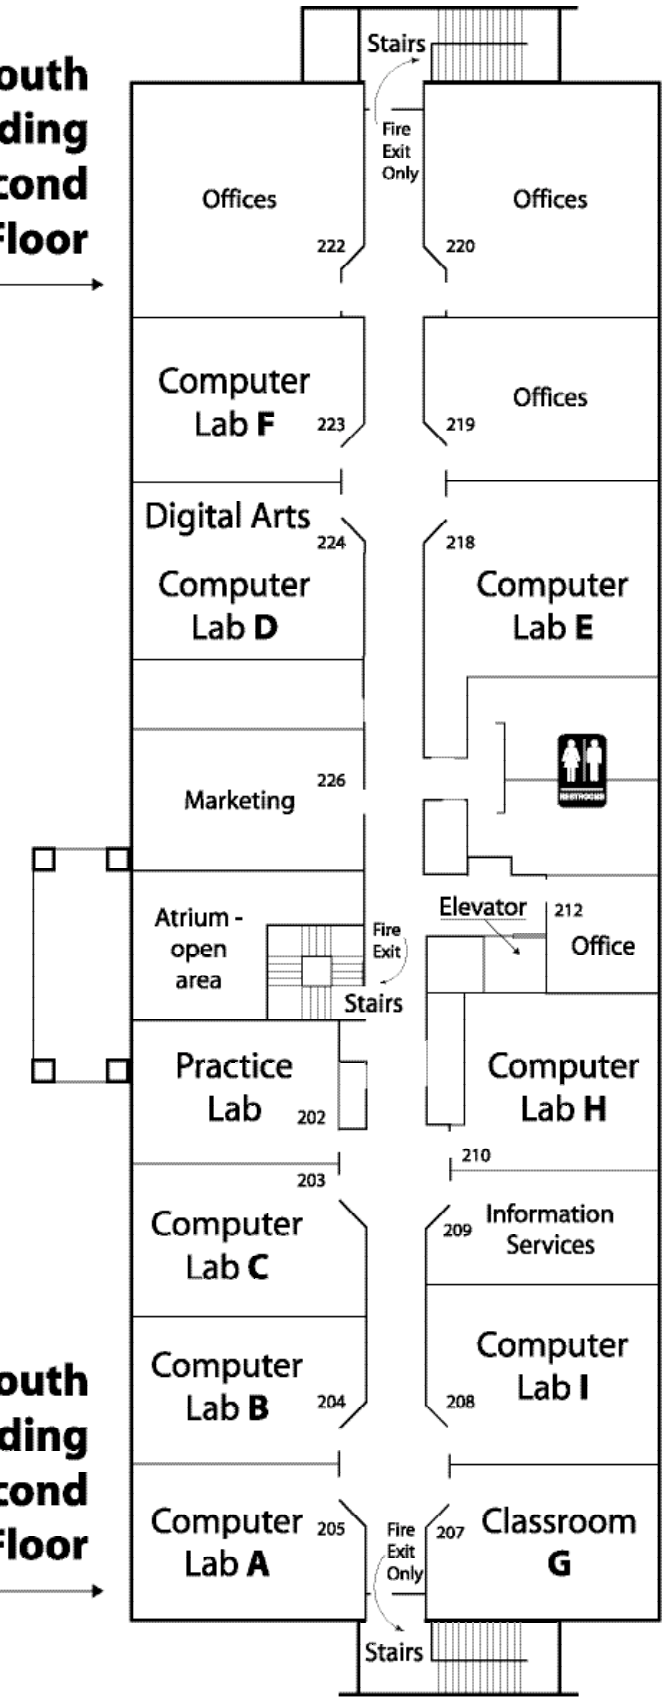 Stairs
outh
ding
cond
Floor
Fire
Exit
Only
Offices
Offices
222
220
Computer
Lab F
223
Offices
219
Digital Arts
224
Computer
Lab D
218
Computer
Lab E
226
Marketing
RESTROOMS
Atrium -
open
area
Fire
Exit
Stairs
Elevator
212
Office
Practice
Lab
202
Computer
Lab H
210
203
Computer
Lab C
209
Information
Services
Computer
Lab B
204
Computer
Lab I
208
outh
ding
cond
Floor
Computer
Lab A
205
Fire
Exit
Only
207
Classroom
G
Stairs